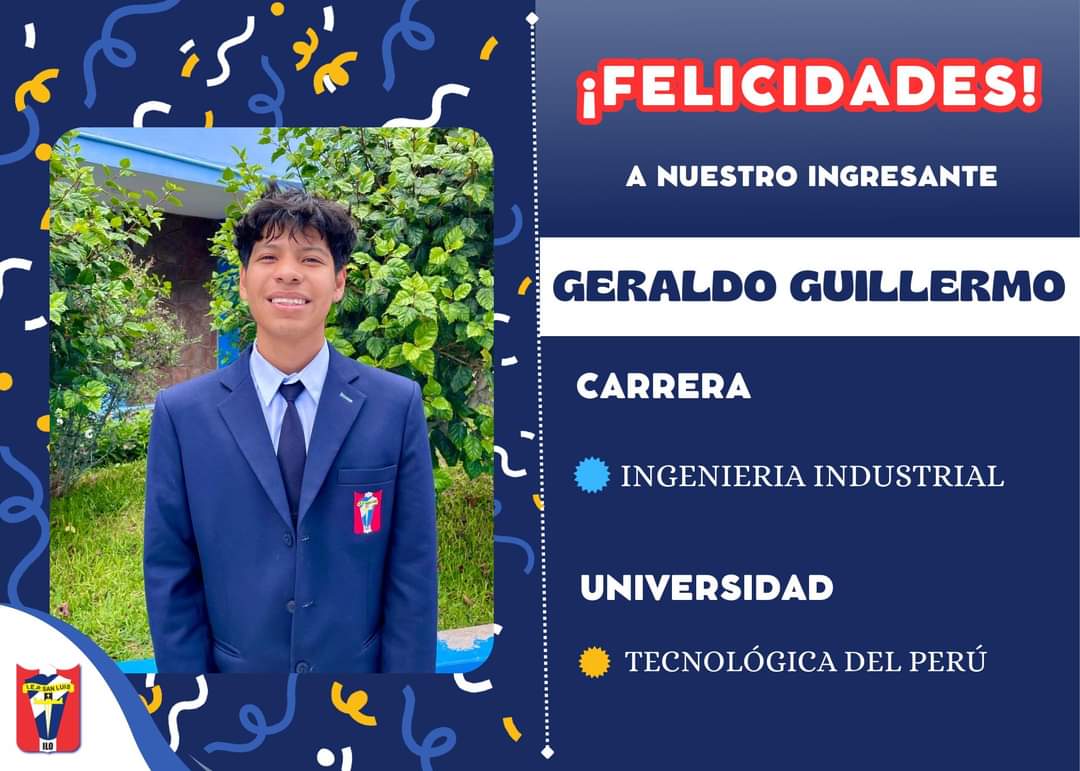 ¡FELICIDADES!
A NUESTRO INGRESANTE
GERALDO GUILLERMO
CARRERA
INGENIERIA INDUSTRIAL
UNIVERSIDAD
TECNOLÓGICA DEL PERÚ
SAN LUIS
ILO